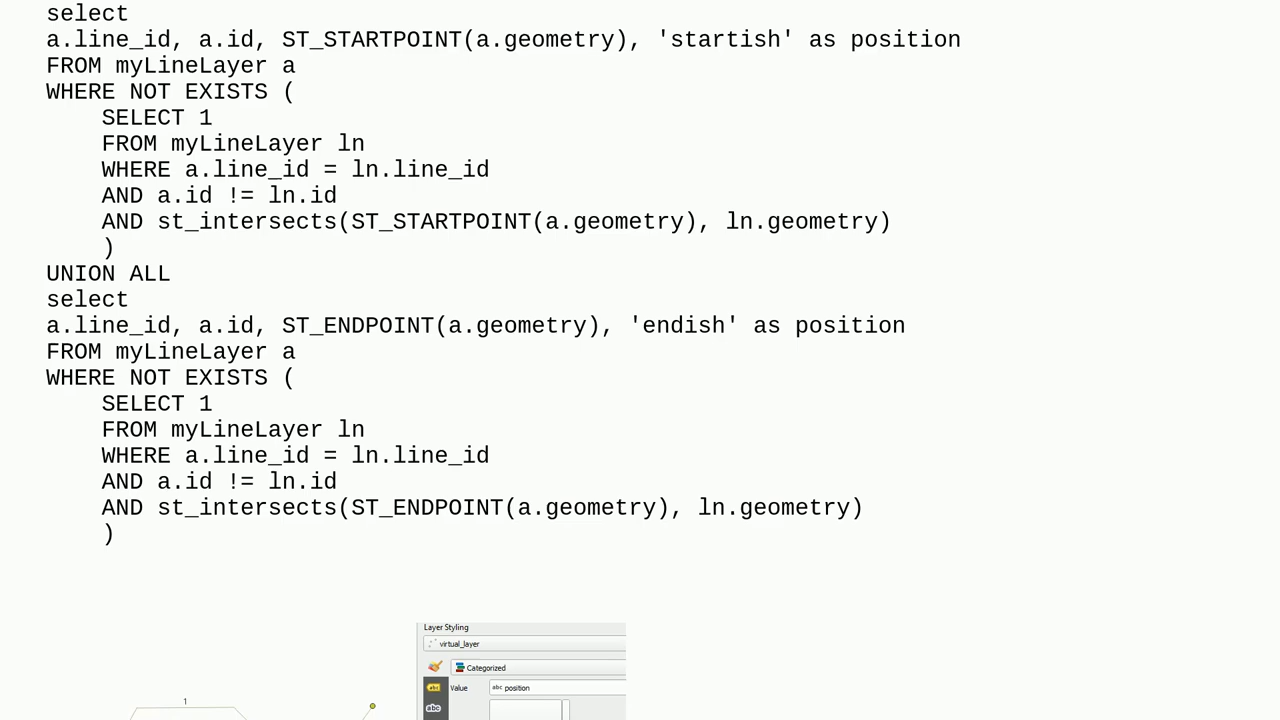 select
a.line_id, a.id, ST_STARTPOINT(a.geometry), 'startish' as position
FROM myLineLayer a
WHERE NOT EXISTS (
    SELECT 1
    FROM myLineLayer ln
    WHERE a.line_id = ln.line_id
    AND a.id != ln.id
    AND st_intersects(ST_STARTPOINT(a.geometry), ln.geometry)
    )
UNION ALL
select
a.line_id, a.id, ST_ENDPOINT(a.geometry), 'endish' as position
FROM myLineLayer a
WHERE NOT EXISTS (
    SELECT 1
    FROM myLineLayer ln
    WHERE a.line_id = ln.line_id
    AND a.id != ln.id
    AND st_intersects(ST_ENDPOINT(a.geometry), ln.geometry)
    )
Layer Styling
virtual_layer
Categorized
abc Value abc position
abc
1